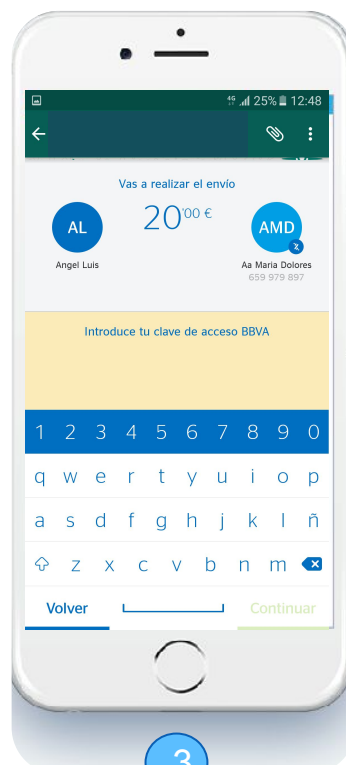 4G 25% 12:48
Vas a realizar el envío
AL 20'00 € AMD
Angel Luis Aa Maria Dolores
659 979 897
Introduce tu clave de acceso BBVA
1 2 3 4 5 6 7 8 9 0
q w e r t y u i o p
a s d f g h j k l ñ
z x c v b n m
Volver Continuar
3